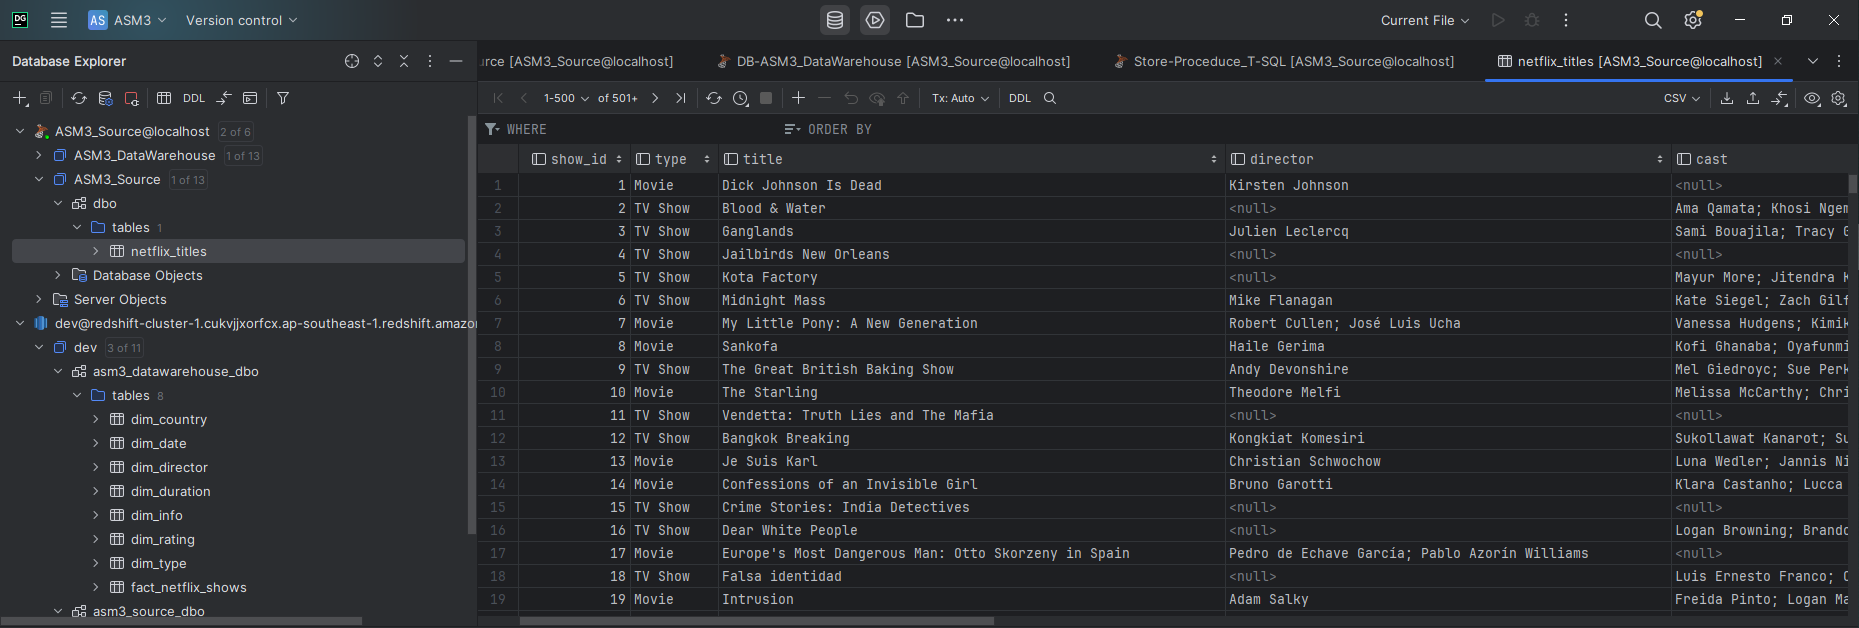 DG AS ASM3 Version control Current File
Database Explorer
urce [ASM3_Source@localhost] DB-ASM3_DataWarehouse [ASM3_Source@localhost] Store-Proceduce_T-SQL [ASM3_Source@localhost] netflix_titles [ASM3_Source@localhost]
DDL
1-500 of 501+ Tx: Auto DDL CSV
WHERE ORDER BY
ASM3_Source@localhost 2 of 6
ASM3_DataWarehouse 1 of 13
ASM3_Source 1 of 13
dbo
tables 1
netflix_titles
Database Objects
Server Objects
dev@redshift-cluster-1.cukvjjxorfcx.ap-southeast-1.redshift.amazo
dev 3 of 11
asm3_datawarehouse_dbo
tables 8
dim_country
dim_date
dim_director
dim_duration
dim_info
dim_rating
dim_type
fact_netflix_shows
asm3_source_dbo
show_id type title director cast
1 1 Movie Dick Johnson Is Dead Kirsten Johnson <null>
2 2 TV Show Blood & Water <null> Ama Qamata; Khosi Ngem
3 3 TV Show Ganglands Julien Leclercq Sami Bouajila; Tracy G
4 4 TV Show Jailbirds New Orleans <null> <null>
5 5 TV Show Kota Factory <null> Mayur More; Jitendra K
6 6 TV Show Midnight Mass Mike Flanagan Kate Siegel; Zach Gilf
7 7 Movie My Little Pony: A New Generation Robert Cullen; José Luis Ucha Vanessa Hudgens; Kimik
8 8 Movie Sankofa Haile Gerima Kofi Ghanaba; Oyafunmi
9 9 TV Show The Great British Baking Show Andy Devonshire Mel Giedroyc; Sue Perk
10 10 Movie The Starling Theodore Melfi Melissa McCarthy; Chri
11 11 TV Show Vendetta: Truth Lies and The Mafia <null> <null>
12 12 TV Show Bangkok Breaking Kongkiat Komesiri Sukollawat Kanarot; Su
13 13 Movie Je Suis Karl Christian Schwochow Luna Wedler; Jannis Ni
14 14 Movie Confessions of an Invisible Girl Bruno Garotti Klara Castanho; Lucca
15 15 TV Show Crime Stories: India Detectives <null> <null>
16 16 TV Show Dear White People <null> Logan Browning; Brando
17 17 Movie Europe's Most Dangerous Man: Otto Skorzeny in Spain Pedro de Echave García; Pablo Azorín Williams <null>
18 18 TV Show Falsa identidad <null> Luis Ernesto Franco; C
19 19 Movie Intrusion Adam Salky Freida Pinto; Logan Ma